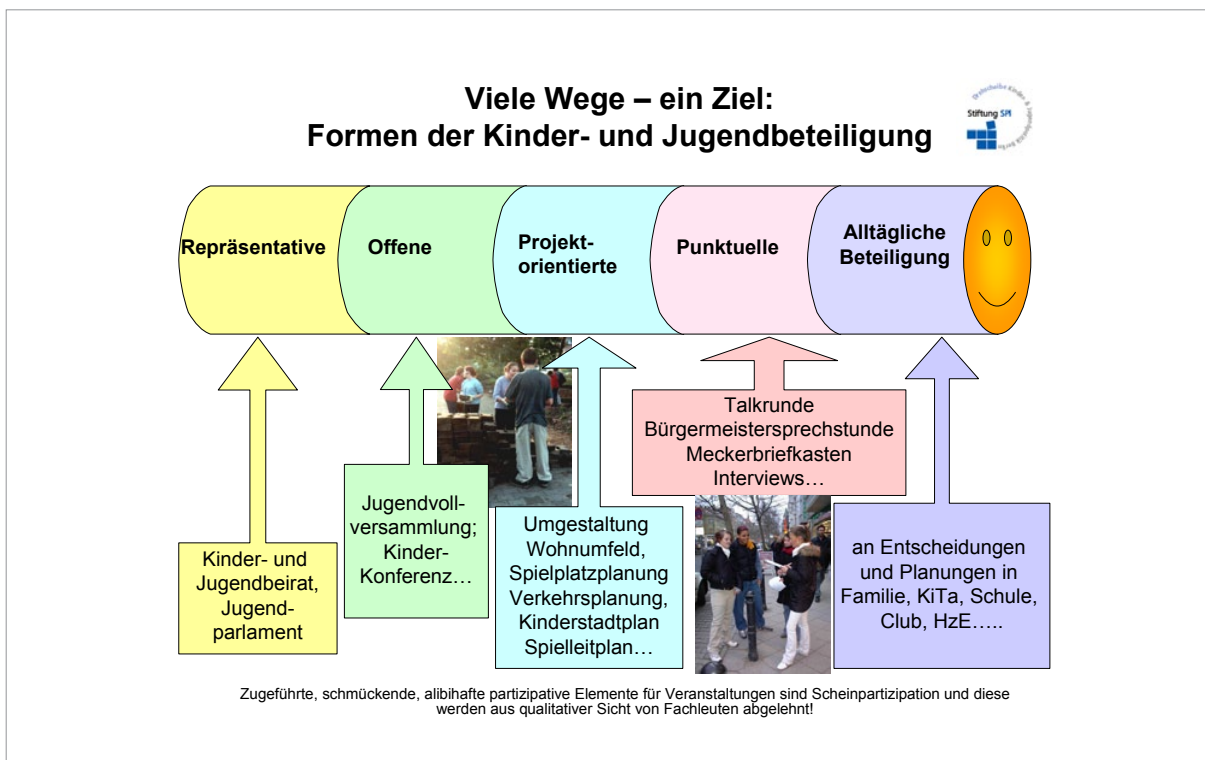 Viele Wege – ein Ziel:
Formen der Kinder- und Jugendbeteiligung
Stiftung SPI
Repräsentative
Offene
Projekt-
orientierte
Punktuelle
Alltägliche
Beteiligung
Kinder- und
Jugendbeirat,
Jugend-
parlament
Jugendvoll-
versammlung;
Kinder-
Konferenz…
Umgestaltung
Wohnumfeld,
Spielplatzplanung
Verkehrsplanung,
Kinderstadtplan
Spielleitplan…
Talkrunde
Bürgermeistersprechstunde
Meckerbriefkasten
Interviews…
an Entscheidungen
und Planungen in
Familie, KiTa, Schule,
Club, HzE…..
Zugeführte, schmückende, alibihafte partizipative Elemente für Veranstaltungen sind Scheinpartizipation und diese
werden aus qualitativer Sicht von Fachleuten abgelehnt!